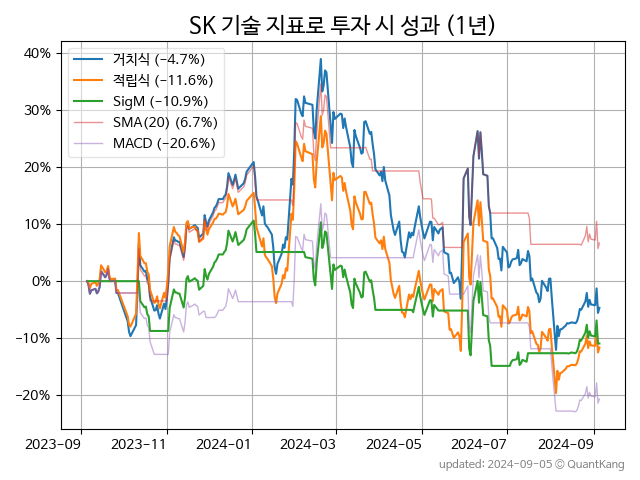 SK 기술 지표로 투자 시 성과 (1년)
40%
30%
20%
10%
0%
−10%
−20%
거치식 (−4.7%)
적립식 (−11.6%)
SigM (−10.9%)
SMA(20) (6.7%)
MACD (−20.6%)
2023-09
2023-11
2024-01
2024-03
2024-05
2024-07
2024-09
updated: 2024-09-05 © QuantKang